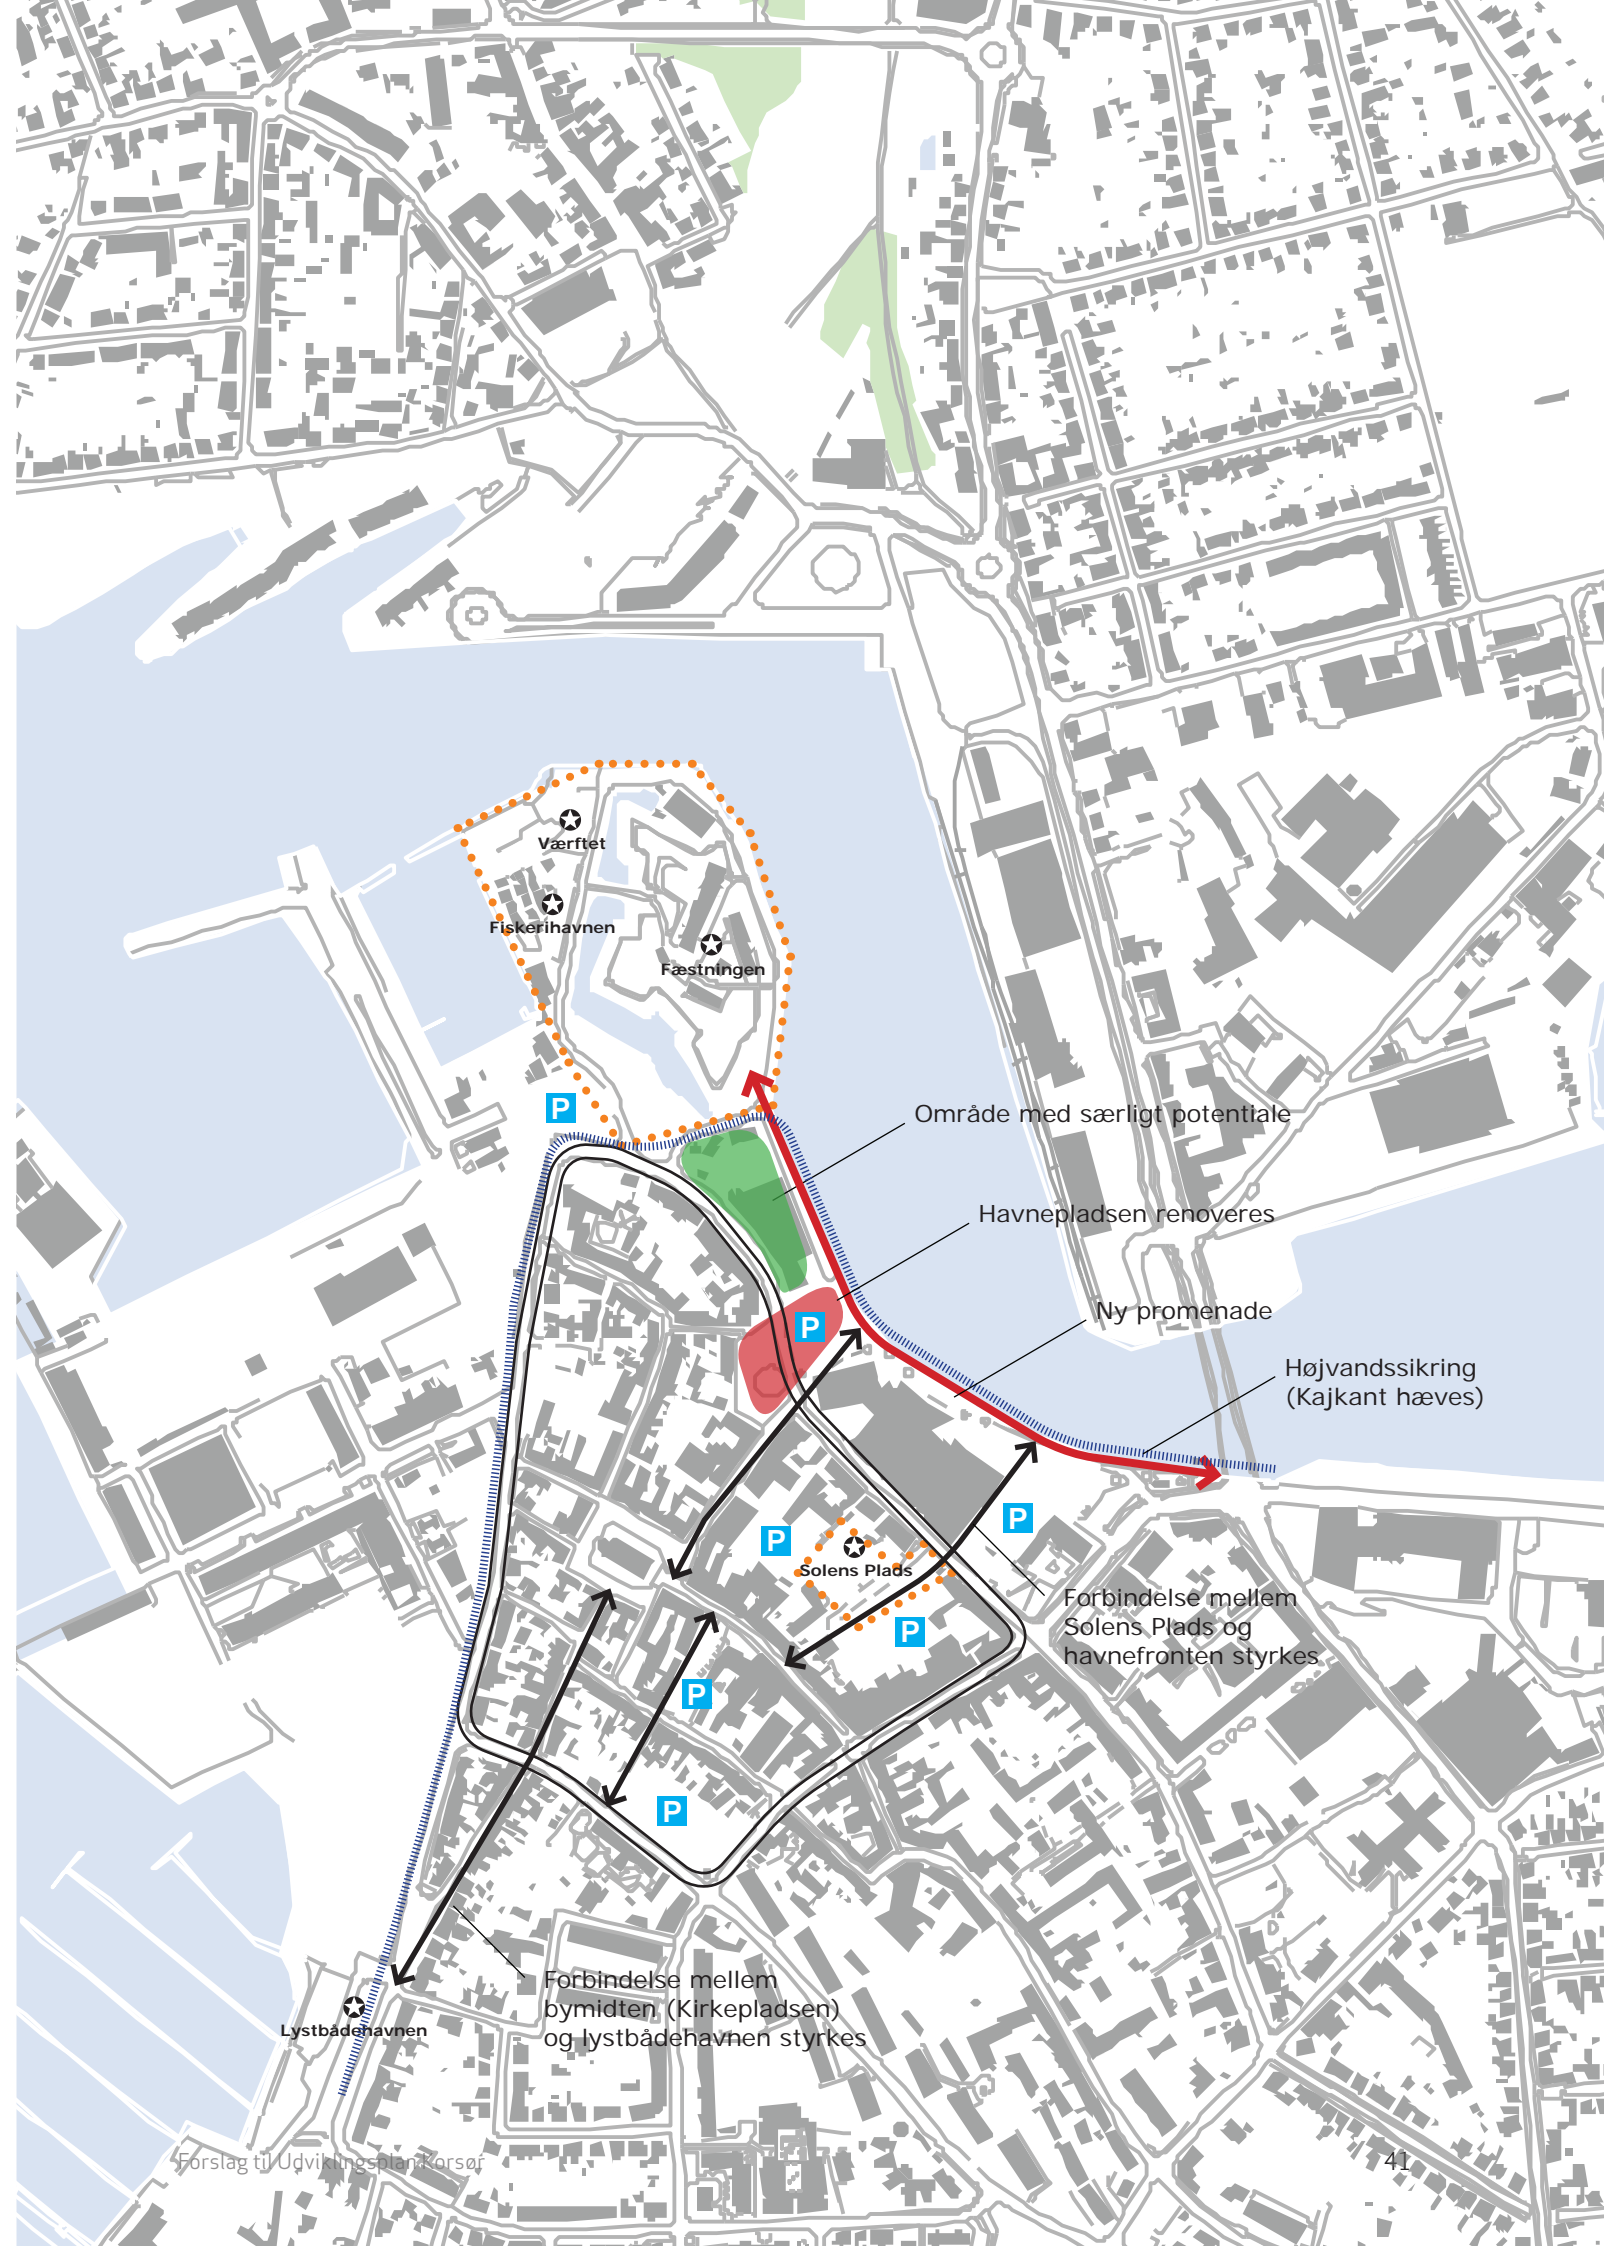 Værftet
Fiskerihavnen
Fæstningen
P
Område med særligt potentiale
Havnepladsen renoveres
Ny promenade
P
Højvandssikring
(Kajkant hæves)
P
P
Solens Plads
P
Forbindelse mellem
Solens Plads og
havnefronten styrkes
P
P
Forbindelse mellem
bymidten (Kirkepladsen)
og lystbådehavnen styrkes
Lystbådehavnen
Forslag til Udviklingsplan Korsør
41